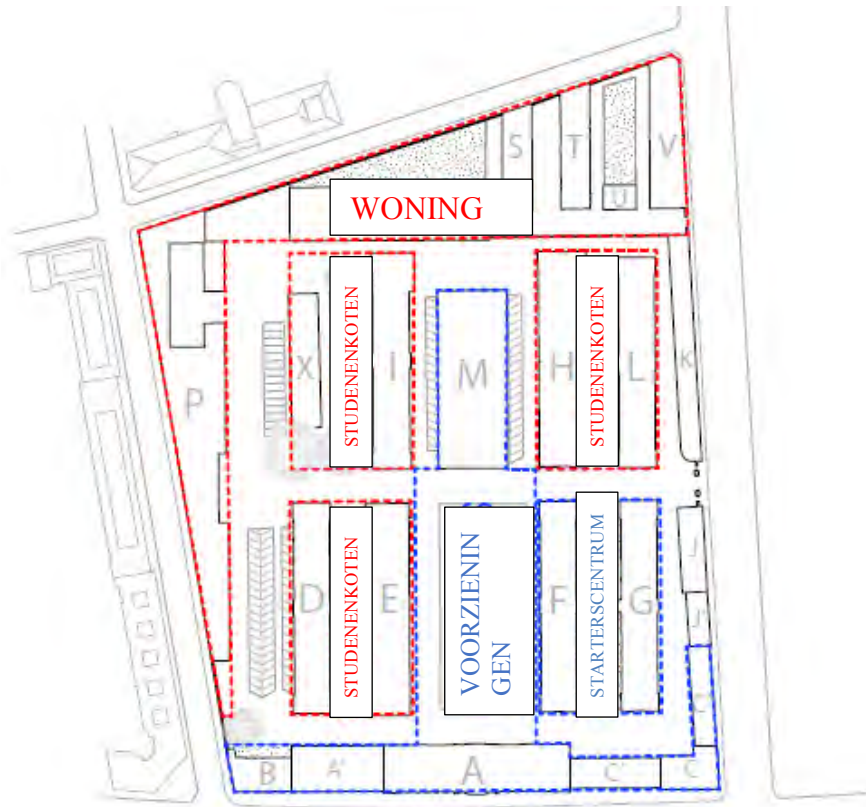 S
T
V
U
WONING
X
STUDENENKOTEN
I
M
H
STUDENENKOTEN
L
K
P
D
STUDENENKOTEN
E
VOORZIENIN
GEN
F
STARTERSCENTRUM
G
J
B
A'
A
C'
C